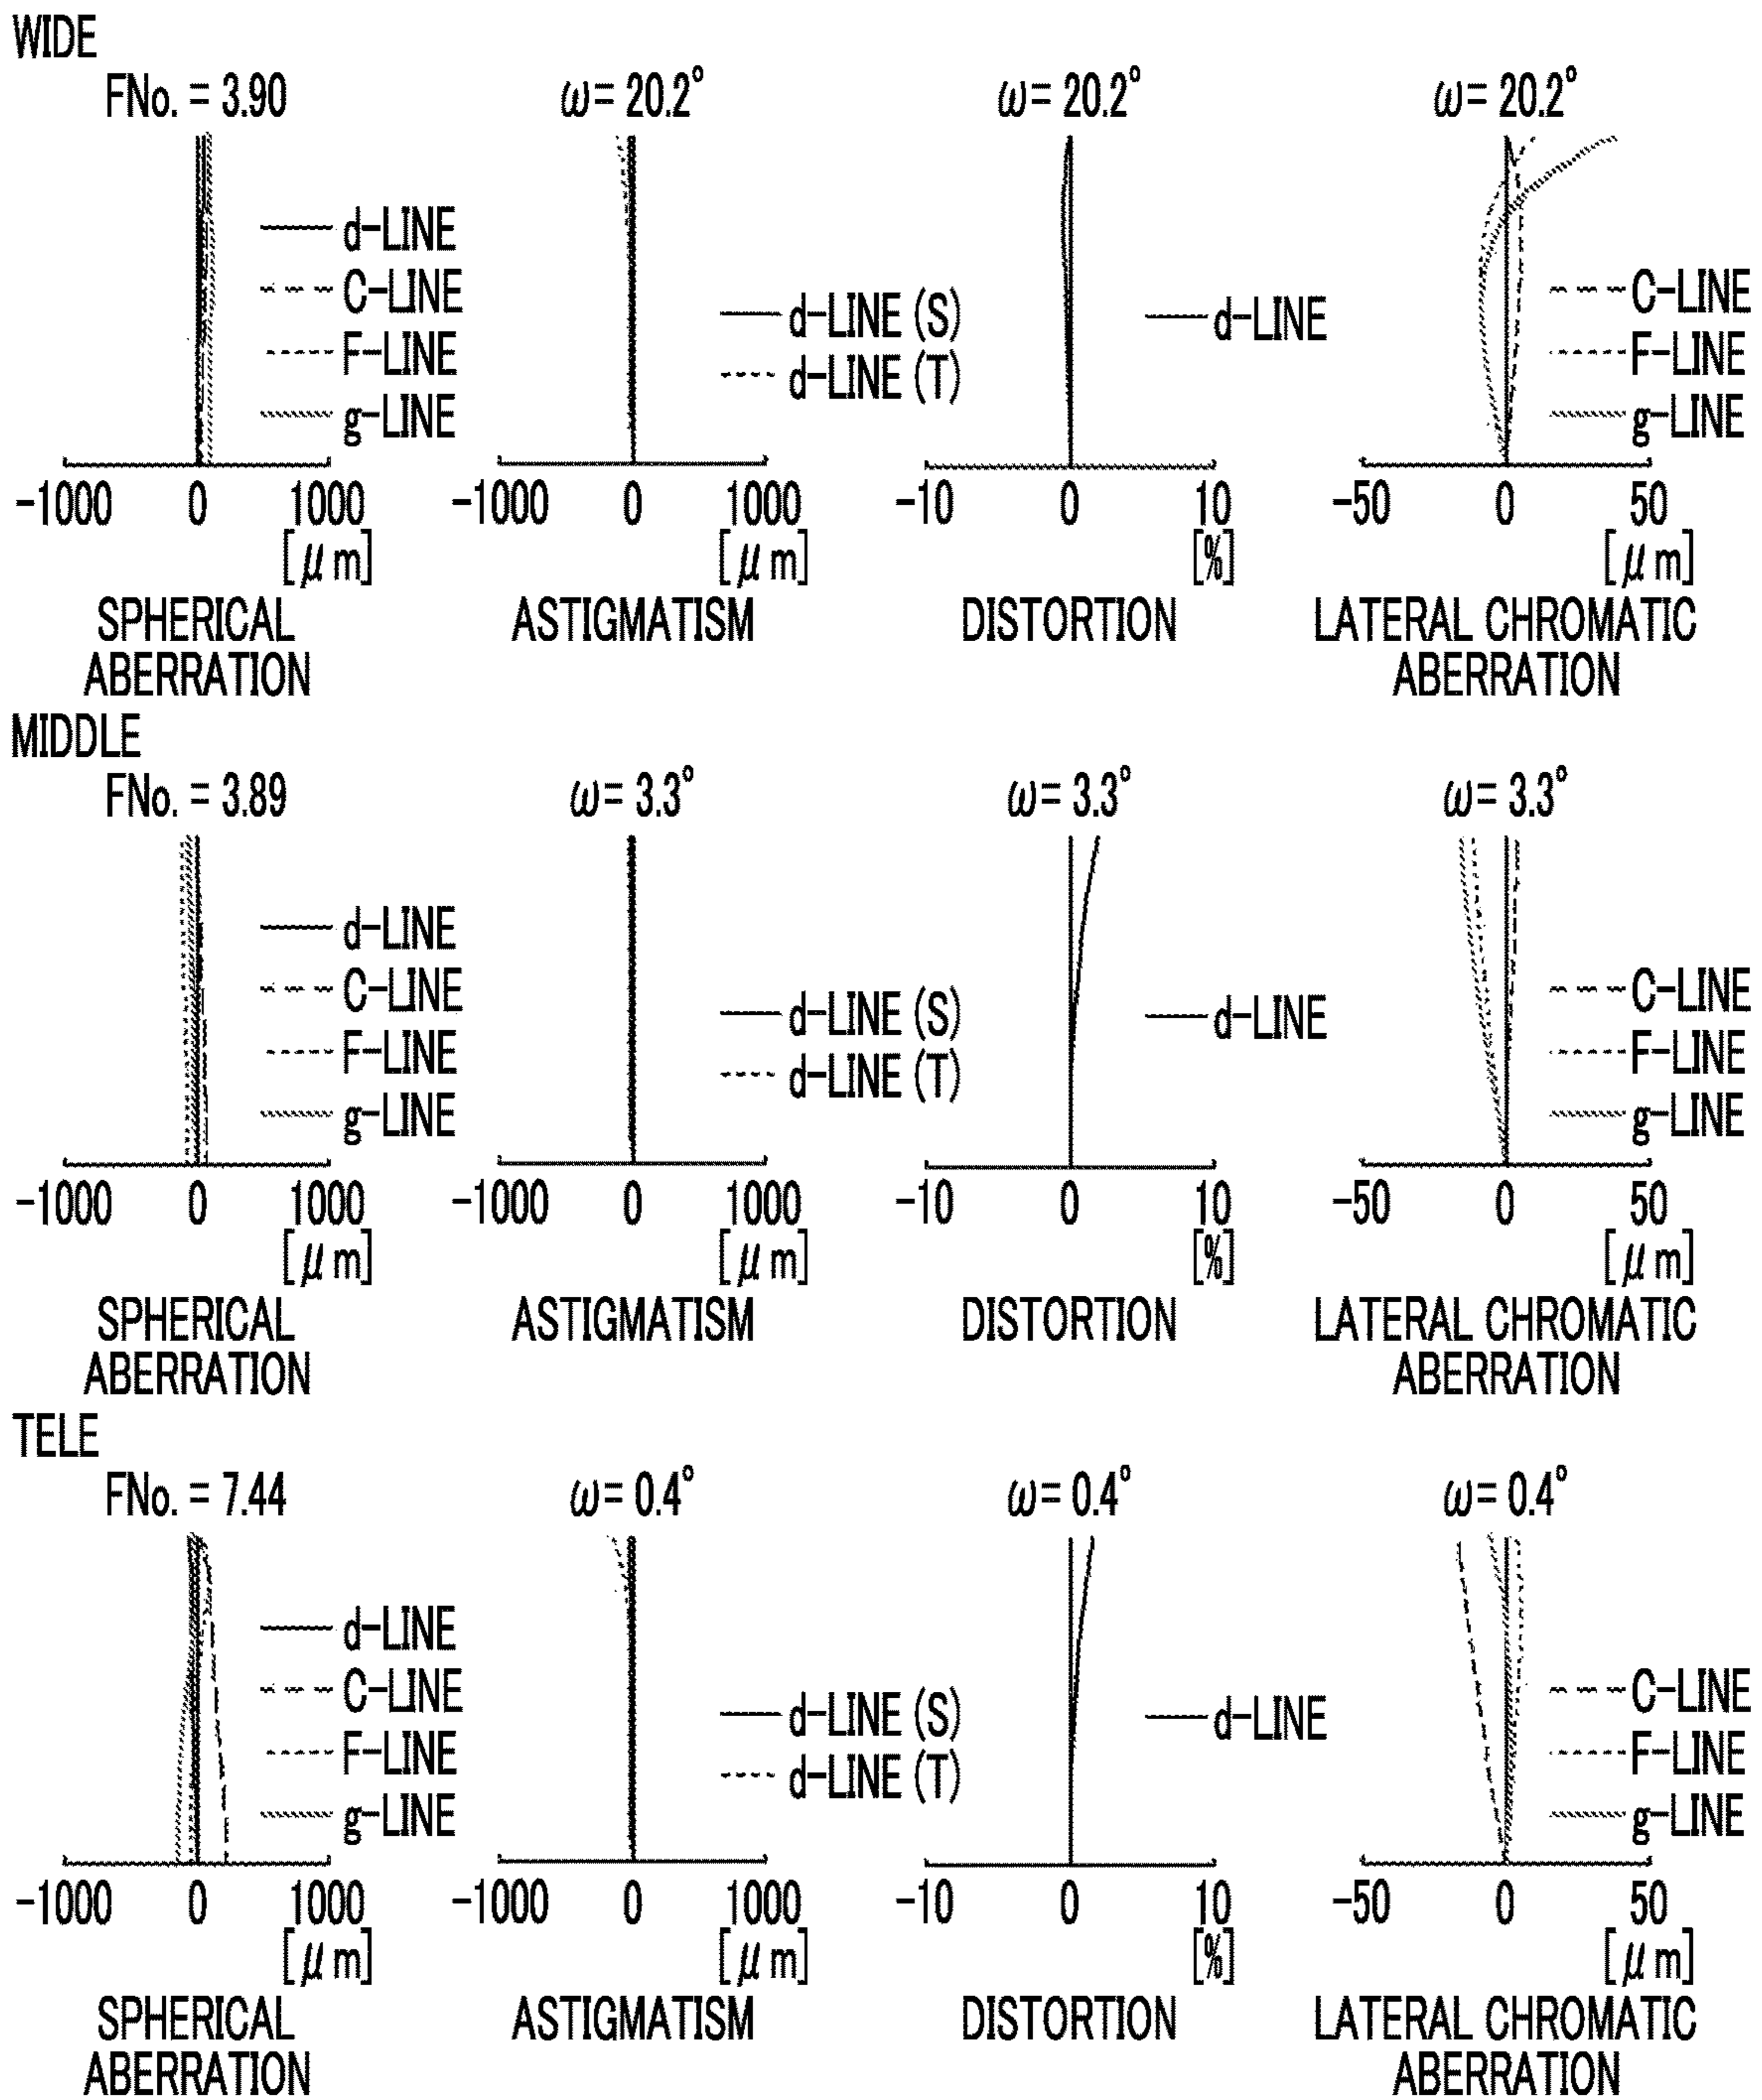 WIDE
FNo. = 3.90
d-LINE
C-LINE
F-LINE
g-LINE
-1000 0 1000
[μm]
SPHERICAL
ABERRATION
ω= 20.2°
d-LINE (S)
d-LINE (T)
-1000 0 1000
[μm]
ASTIGMATISM
ω= 20.2°
d-LINE
-10 0 10
[%]
DISTORTION
ω= 20.2°
C-LINE
F-LINE
g-LINE
-50 0 50
[μm]
LATERAL CHROMATIC
ABERRATION
MIDDLE
FNo. = 3.89
d-LINE
C-LINE
F-LINE
g-LINE
-1000 0 1000
[μm]
SPHERICAL
ABERRATION
ω= 3.3°
d-LINE (S)
d-LINE (T)
-1000 0 1000
[μm]
ASTIGMATISM
ω= 3.3°
d-LINE
-10 0 10
[%]
DISTORTION
ω= 3.3°
C-LINE
F-LINE
g-LINE
-50 0 50
[μm]
LATERAL CHROMATIC
ABERRATION
TELE
FNo. = 7.44
d-LINE
C-LINE
F-LINE
g-LINE
-1000 0 1000
[μm]
SPHERICAL
ABERRATION
ω= 0.4°
d-LINE (S)
d-LINE (T)
-1000 0 1000
[μm]
ASTIGMATISM
ω= 0.4°
d-LINE
-10 0 10
[%]
DISTORTION
ω= 0.4°
C-LINE
F-LINE
g-LINE
-50 0 50
[μm]
LATERAL CHROMATIC
ABERRATION